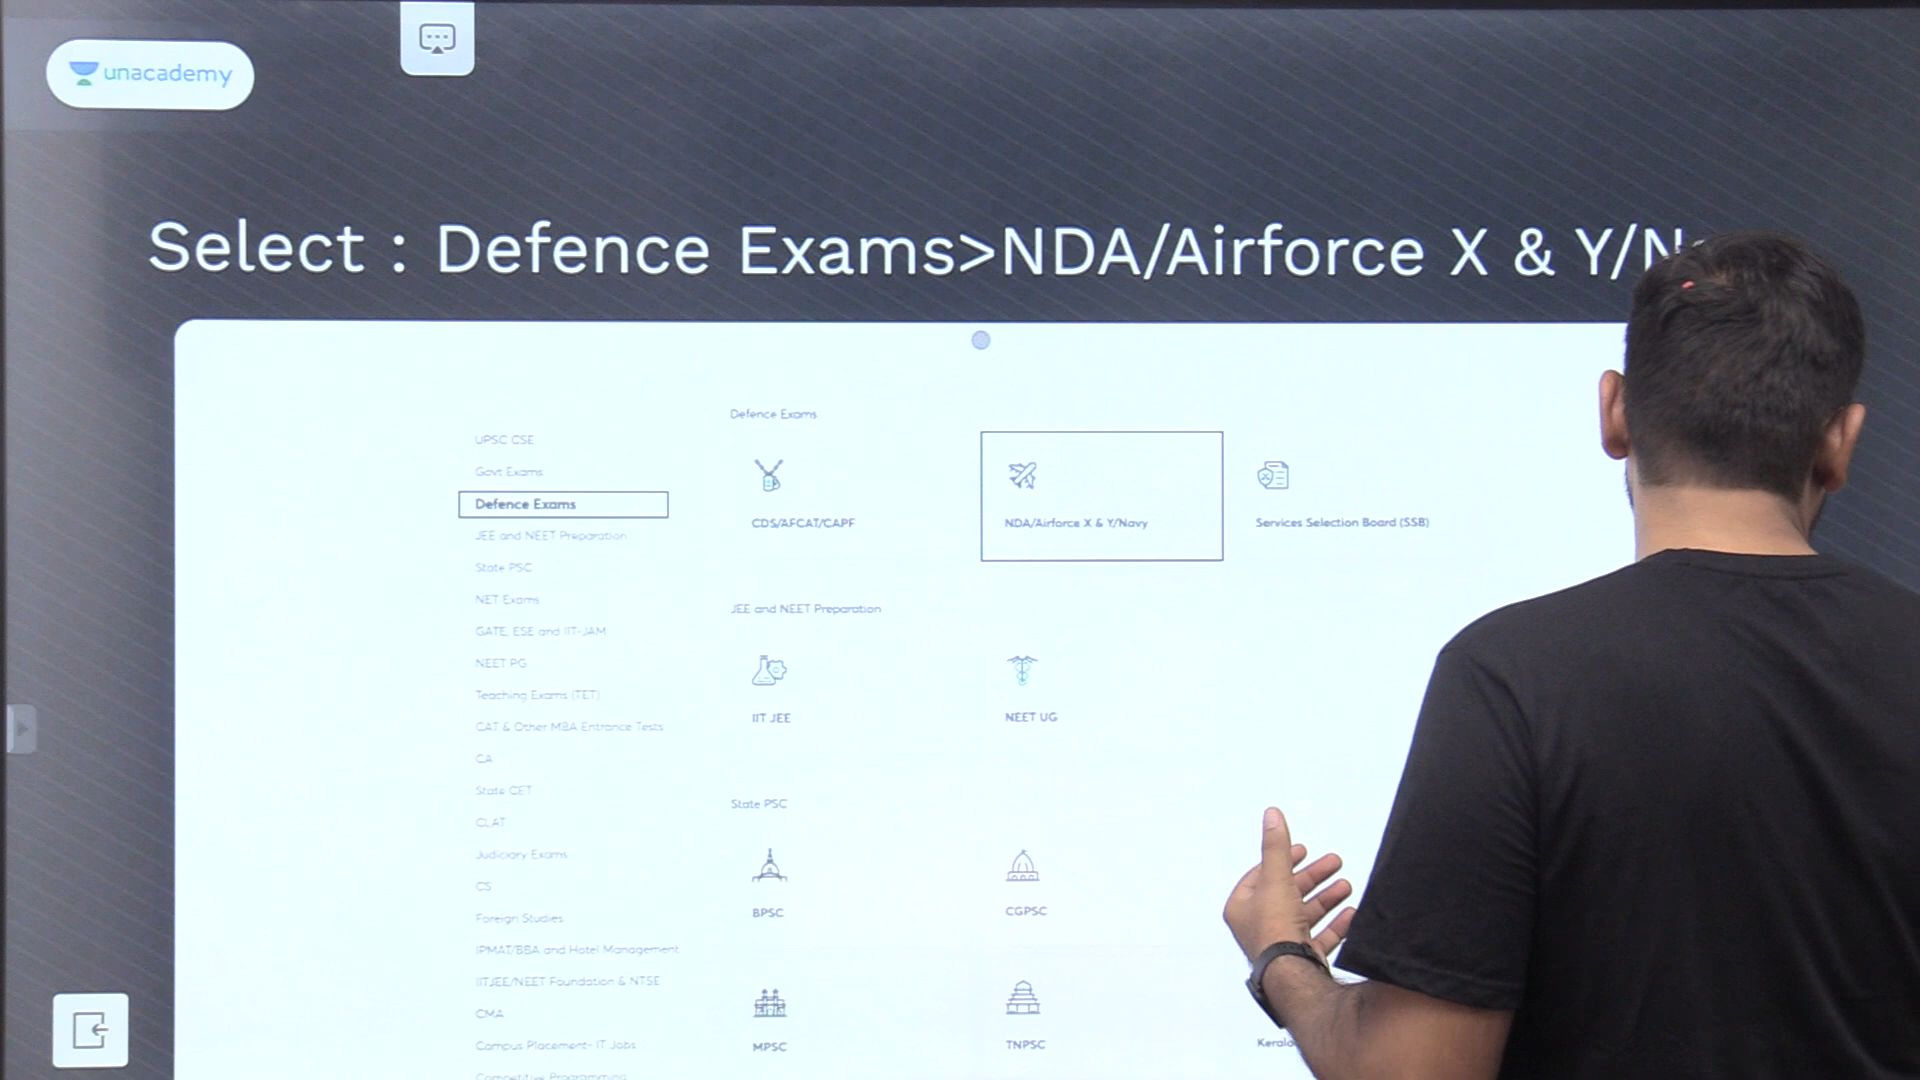 unacademy
Select : Defence Exams>NDA/Airforce X & Y/
Defence Exams
UPSC CSE
Govt Exams
Defence Exams
JEE and NEET Preparation
State PSC
NET Exams
GATE, ESE and IIT-JAM
NEET PG
Teaching Exams (TET)
CAT & Other MBA Entrance Tests
CA
State CET
CLAT
Judiciary Exams
CS
Foreign Studies
IPMAT/BBA and Hotel Management
IITJEE/NEET Foundation & NTSE
CMA
Campus Placement- IT Jobs
Competitive Programming
CDS/AFCAT/CAPF
NDA/Airforce X & Y/Navy
Services Selection Board (SSB)
JEE and NEET Preparation
IIT JEE
NEET UG
State PSC
BPSC
CGPSC
MPSC
TNPSC
Kerala